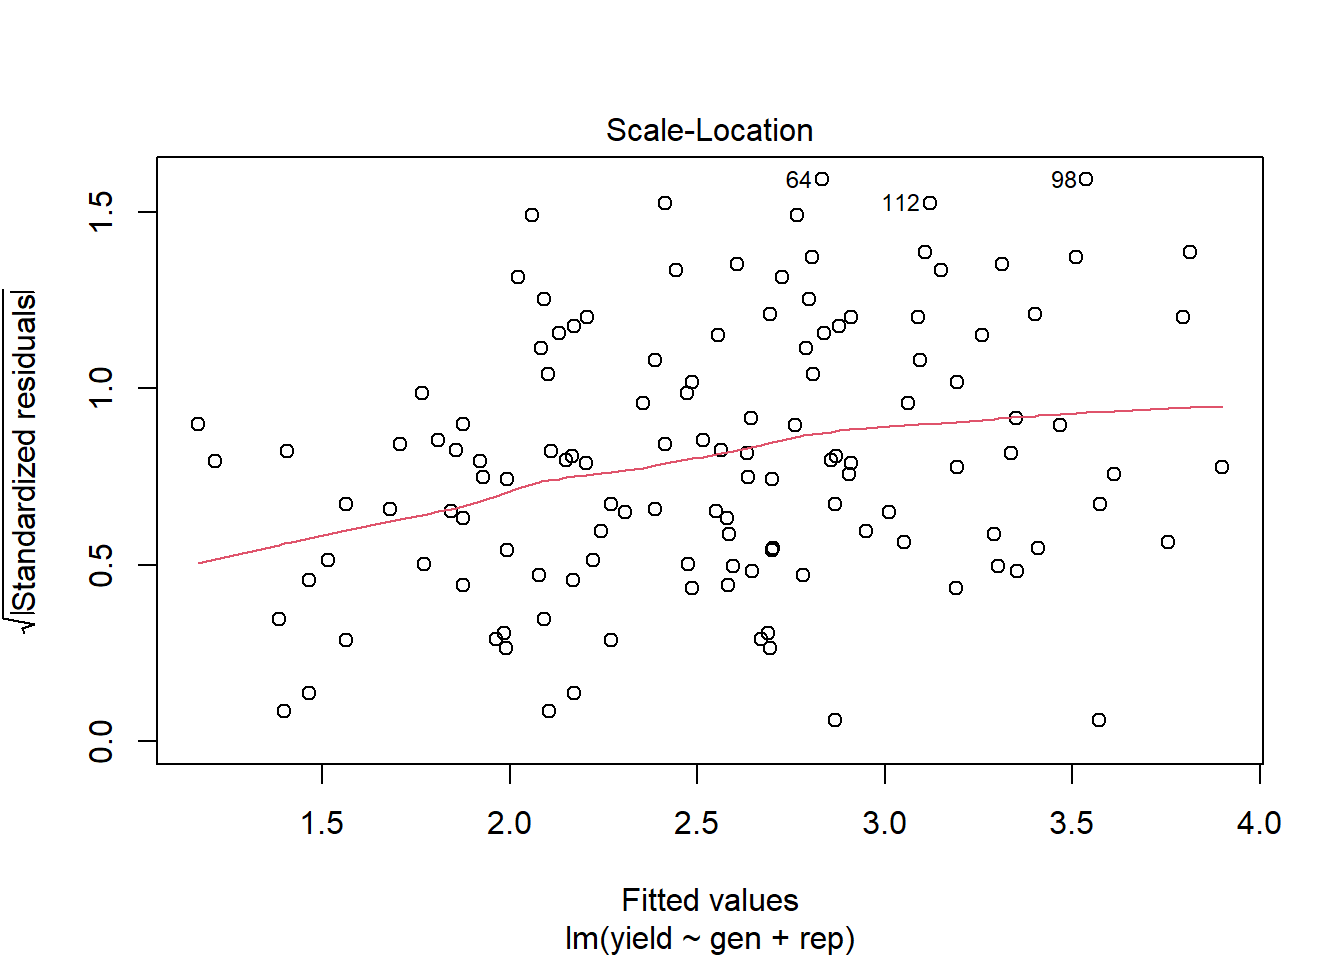 Scale-Location
64
98
112
√|Standardized residuals|
1.5
1.0
0.5
0.0
1.5 2.0 2.5 3.0 3.5 4.0
Fitted values
lm(yield ~ gen + rep)